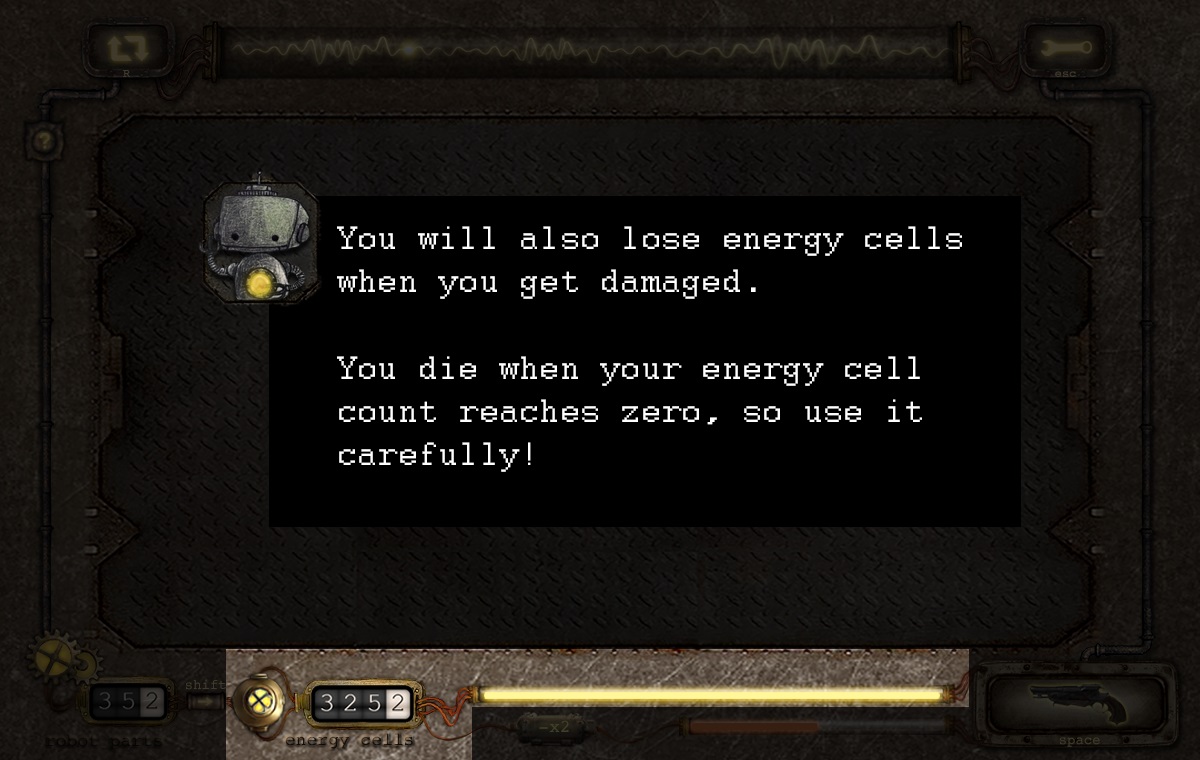 R
esc
?
You will also lose energy cells
when you get damaged.
You die when your energy cell
count reaches zero, so use it
carefully!
352
shift
3252
-x2
robot parts
energy cells
space